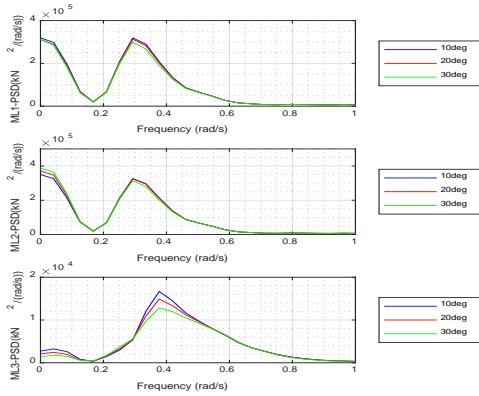 × 10 5
4
2
0
0 0.2 0.4 0.6 0.8 1
Frequency (rad/s)
ML1-PSD(kN 2 /(rad/s))
10deg
20deg
30deg
× 10 5
4
2
0
0 0.2 0.4 0.6 0.8 1
Frequency (rad/s)
ML2-PSD(kN 2 /(rad/s))
10deg
20deg
30deg
× 10 4
2
1
0
0 0.2 0.4 0.6 0.8 1
Frequency (rad/s)
ML3-PSD(kN 2 /(rad/s))
10deg
20deg
30deg